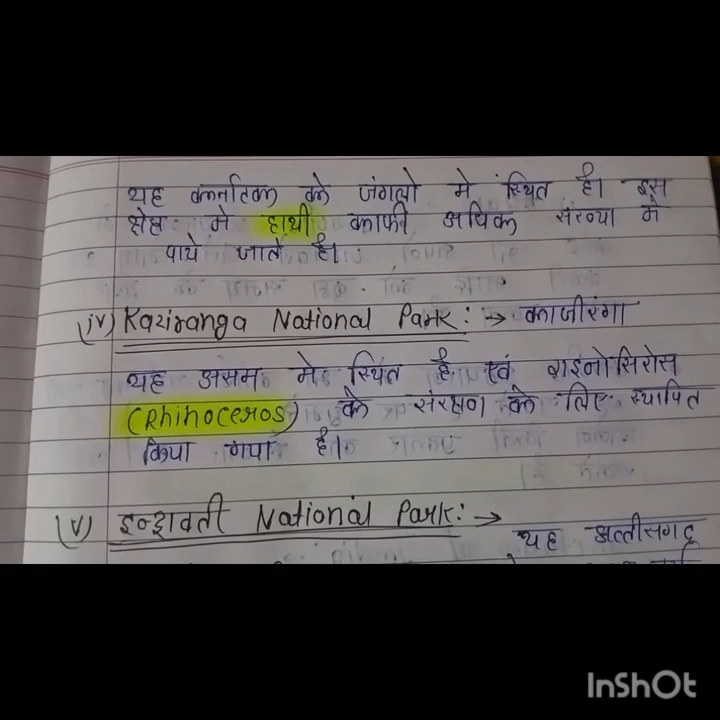 यह कर्नाटक के जंगलो मे स्थित है। इस
क्षेत्र मे हाथी काफी अधिक संख्या मे
पाये जाते है।
(iv) Kaziranga National Park: → काजीरंगा
यह असम मे स्थित है एवं राइनोसिरोस
(Rhinoceros) के संरक्षण के लिए स्थापित
किया गया है।
(v) इन्द्रावती National Park: →
यह छत्तीसगढ़
InShOt